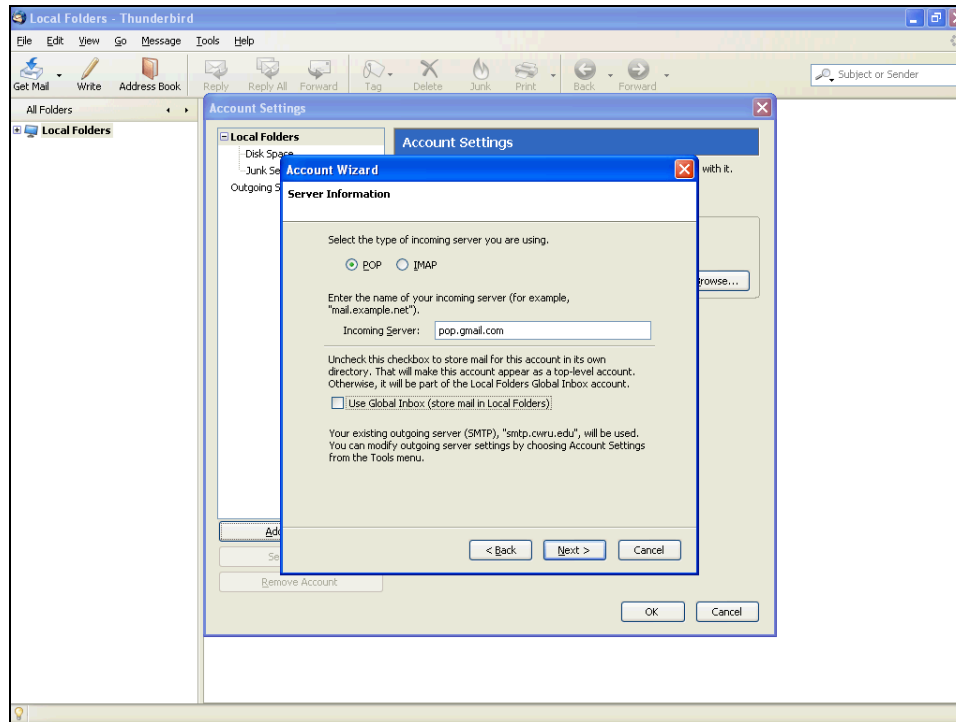 Local Folders - Thunderbird
File Edit View Go Message Tools Help
Get Mail Write Address Book Reply Reply All Forward Tag Delete Junk Print Back Forward
Subject or Sender
All Folders
Local Folders
Account Settings
Local Folders
Disk Space
Junk Se
Outgoing S
Account Settings
with it.
rowse...
Account Wizard
Server Information
Select the type of incoming server you are using.
POP IMAP
Enter the name of your incoming server (for example,
"mail.example.net").
Incoming Server: pop.gmail.com
Uncheck this checkbox to store mail for this account in its own
directory. That will make this account appear as a top-level account.
Otherwise, it will be part of the Local Folders Global Inbox account.
Use Global Inbox (store mail in Local Folders)
Your existing outgoing server (SMTP), "smtp.cwru.edu", will be used.
You can modify outgoing server settings by choosing Account Settings
from the Tools menu.
< Back Next > Cancel
Add
Se
Remove Account
OK Cancel